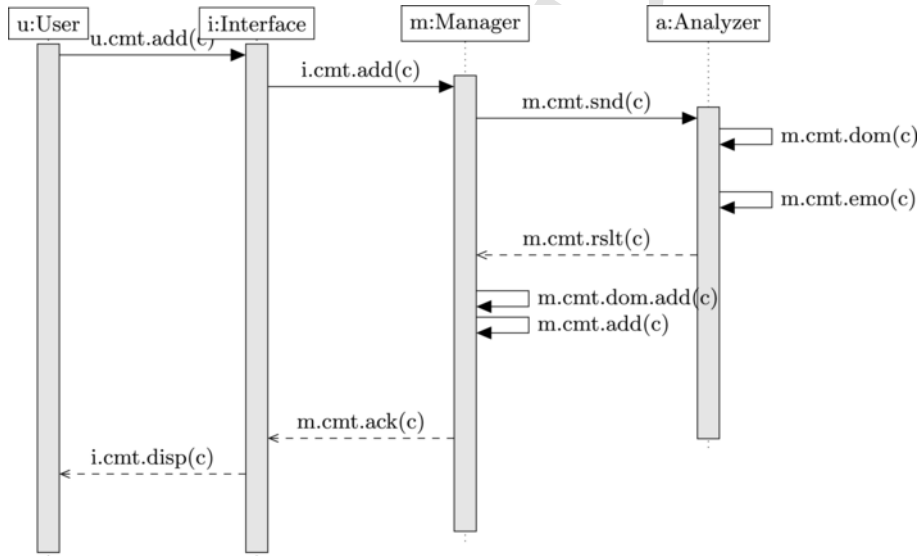 u:User
i:Interface
m:Manager
a:Analyzer
u.cmt.add(c)
i.cmt.add(c)
m.cmt.snd(c)
m.cmt.dom(c)
m.cmt.emo(c)
m.cmt.rslt(c)
m.cmt.dom.add(c)
m.cmt.add(c)
m.cmt.ack(c)
i.cmt.disp(c)